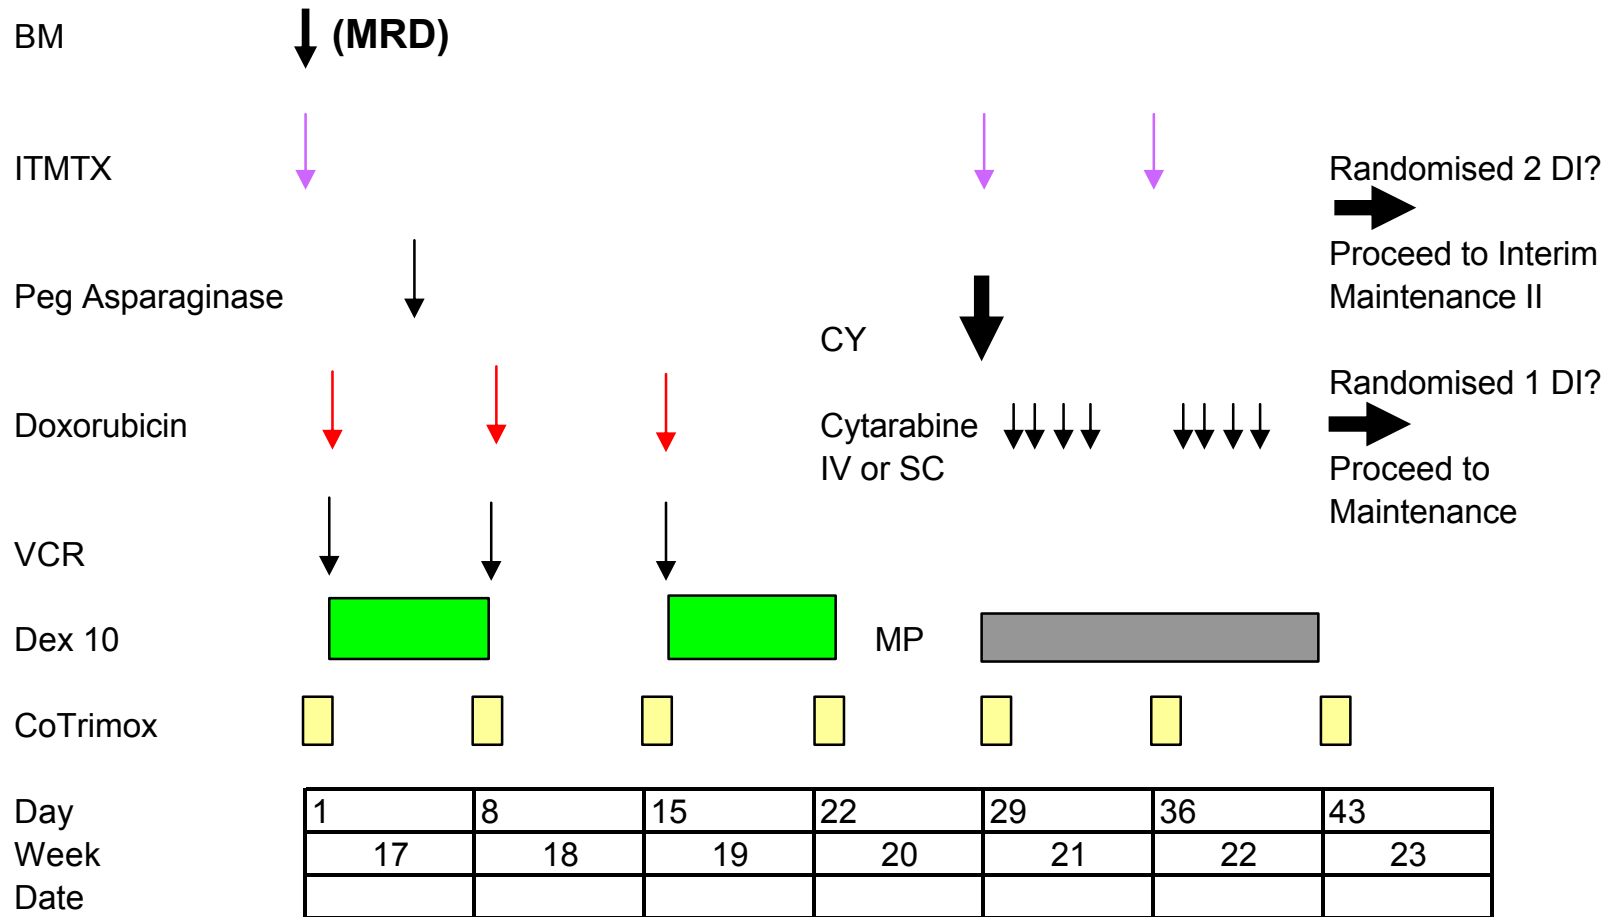 BM (MRD)
ITMTX
Randomised 2 DI?
Proceed to Interim
Maintenance II
Peg Asparaginase
CY
Randomised 1 DI?
Doxorubicin
Cytarabine
IV or SC
Proceed to
Maintenance
VCR
Dex 10
MP
CoTrimox
Day 1 8 15 22 29 36 43
Week 17 18 19 20 21 22 23
Date